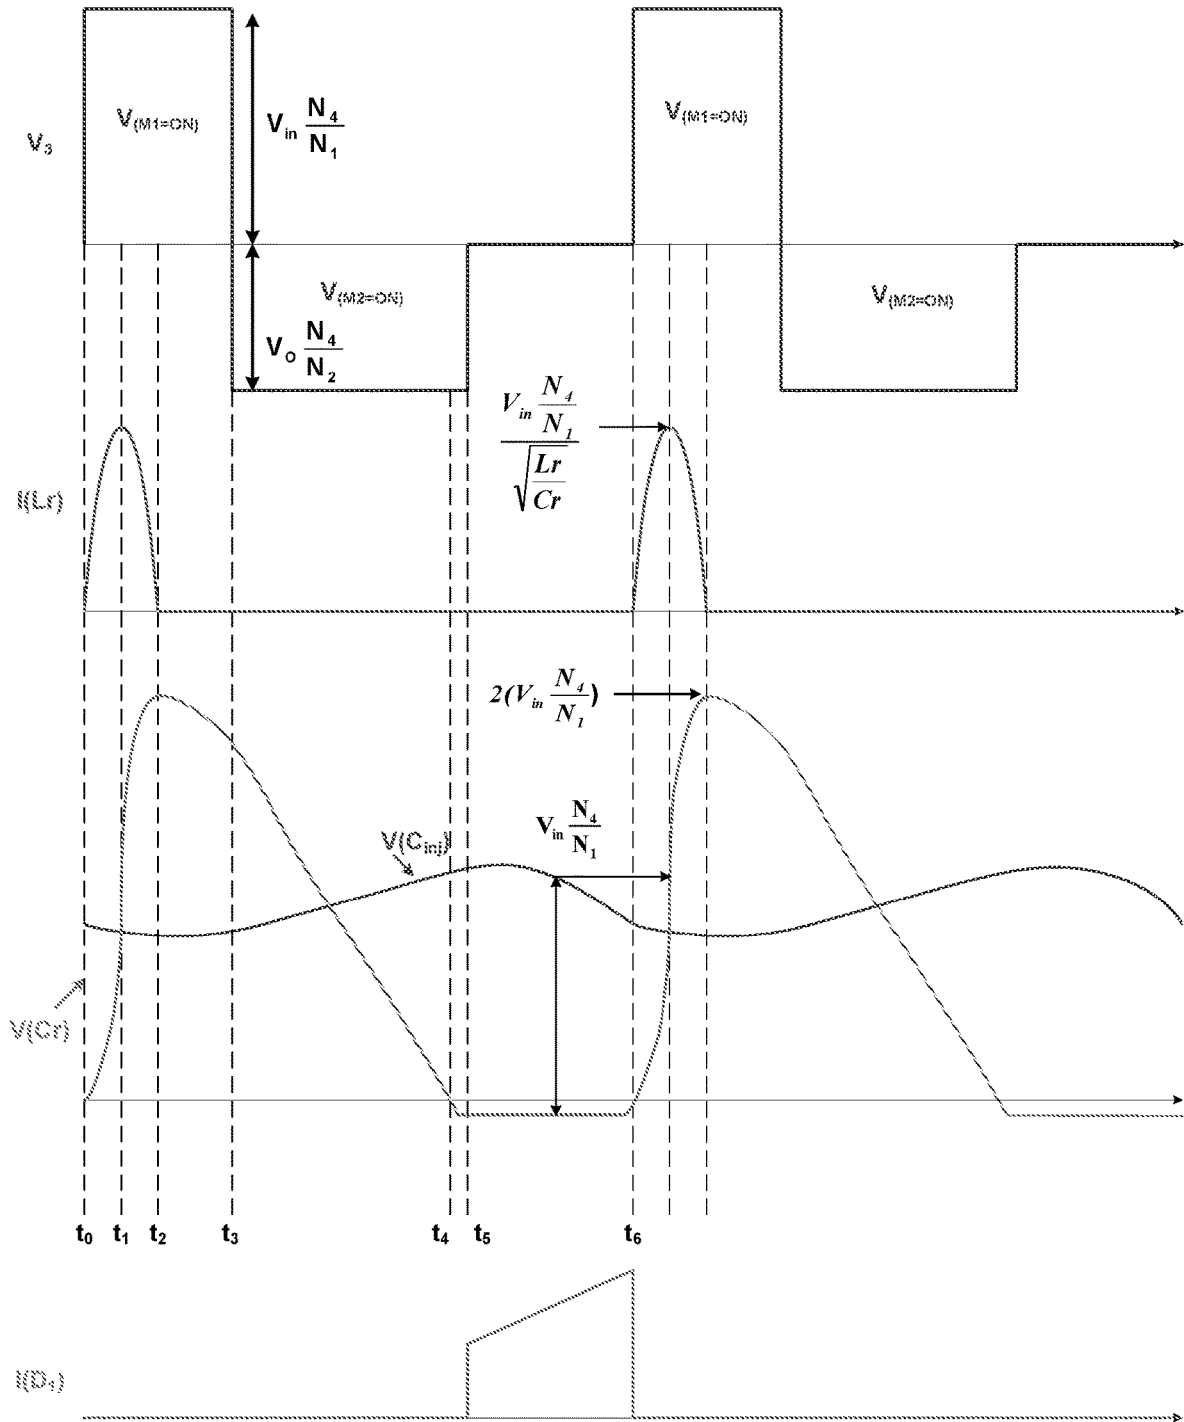 V(M1=ON)
V(M1=ON)
Vin N4
N1
V3
V(M2=ON)
V(M2=ON)
VO N4
N2
Vin N4
N1
√ Lr
Cr
I(Lr)
2(Vin N4 )
N1
Vin N4
N1
V(Cinj)
V(Cr)
t0 t1 t2 t3 t4 t5 t6
I(D1)